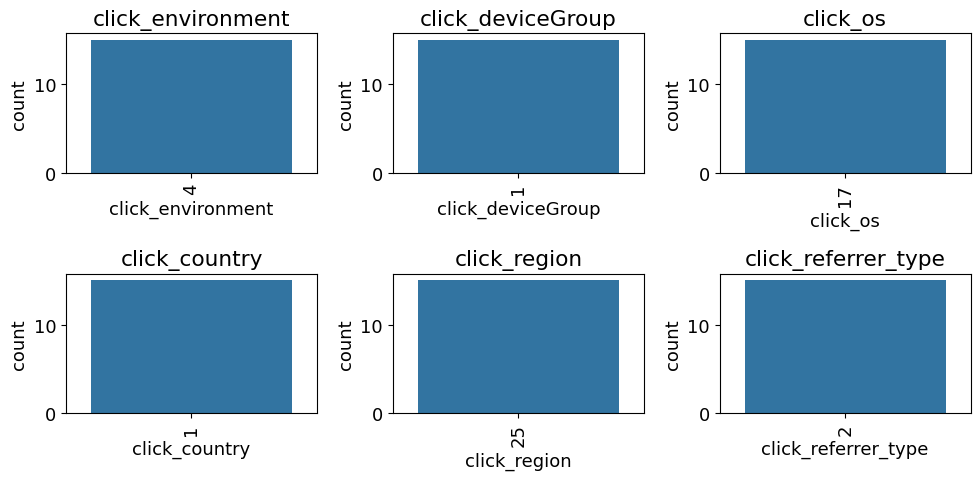 click_environment
click_deviceGroup
click_os
count
10
0
4
click_environment
count
10
0
1
click_deviceGroup
count
10
0
17
click_os
click_country
click_region
click_referrer_type
count
10
0
1
click_country
count
10
0
25
click_region
count
10
0
2
click_referrer_type